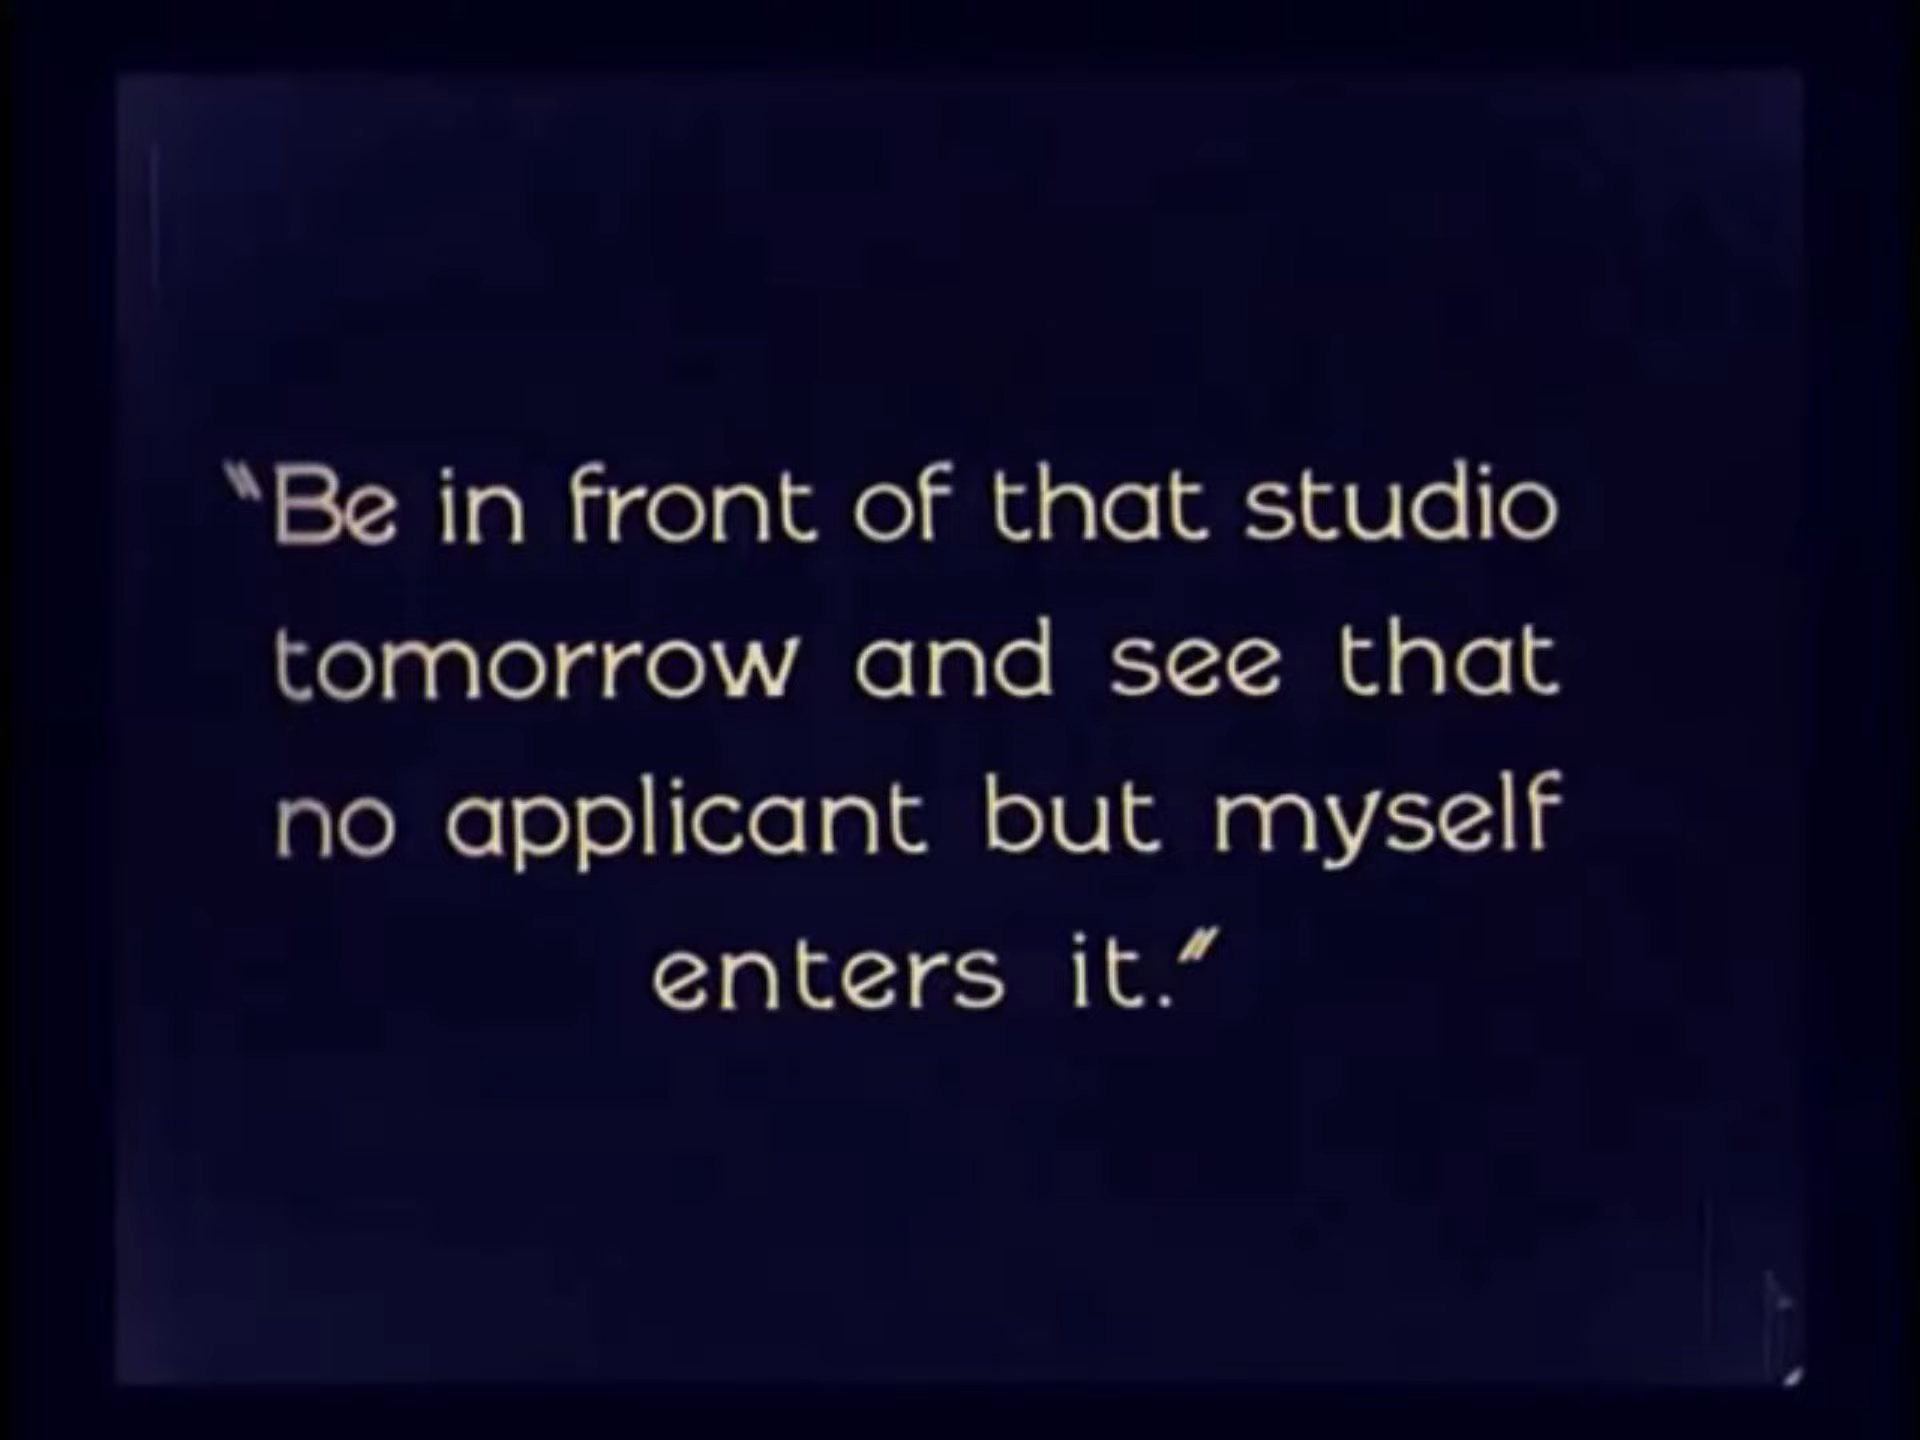 "Be in front of that studio
tomorrow and see that
no applicant but myself
enters it."